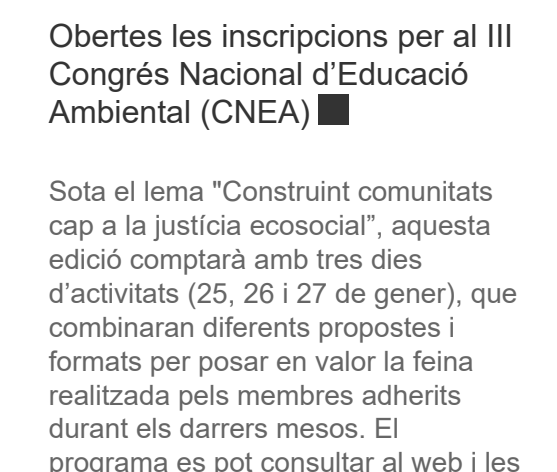 Obertes les inscripcions per al III
Congrés Nacional d’Educació
Ambiental (CNEA)
Sota el lema "Construint comunitats
cap a la justícia ecosocial”, aquesta
edició comptarà amb tres dies
d’activitats (25, 26 i 27 de gener), que
combinaran diferents propostes i
formats per posar en valor la feina
realitzada pels membres adherits
durant els darrers mesos. El
programa es pot consultar al web i les